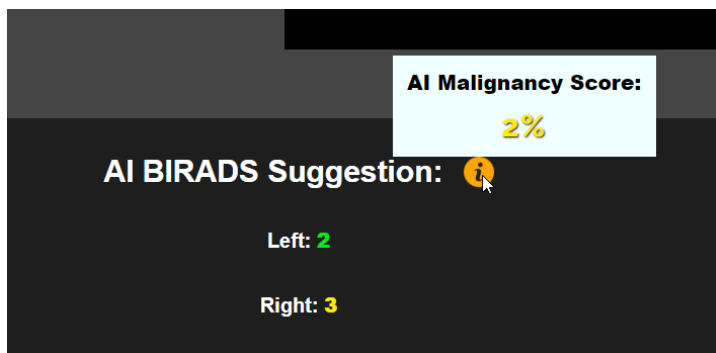 AI Malignancy Score:
2%
AI BIRADS Suggestion: i
Left: 2
Right: 3